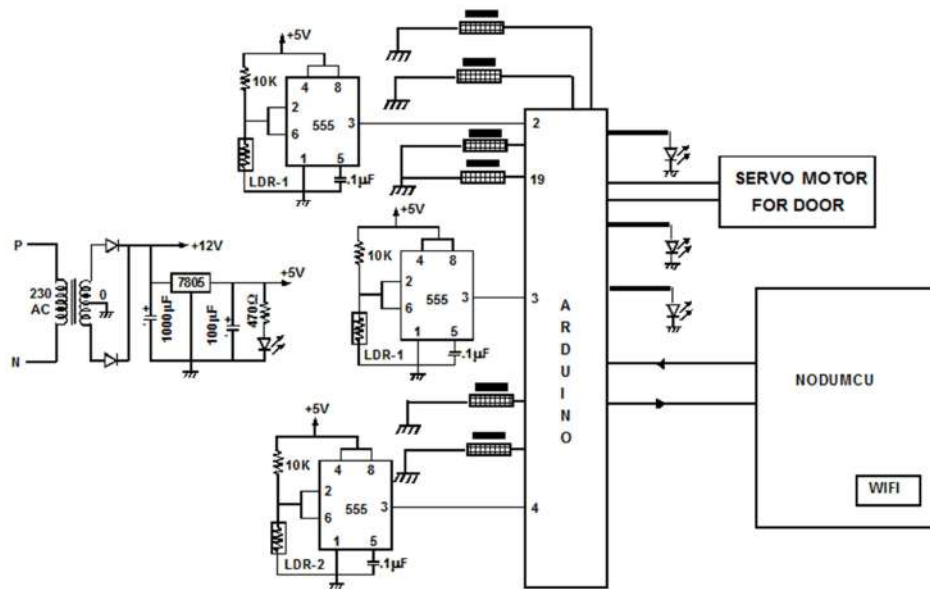 +5V
10K
4 8
2
6
555
3
1 5
LDR-1
.1µF
2
19
SERVO MOTOR
FOR DOOR
P
N
230
AC
0
+12V
7805
+5V
1000µF
100µF
470Ω
+5V
10K
4 8
2
6
555
3
1 5
LDR-1
.1µF
3
ARDUINO
NODUMCU
WIFI
+5V
10K
4 8
2
6
555
3
1 5
LDR-2
.1µF
4